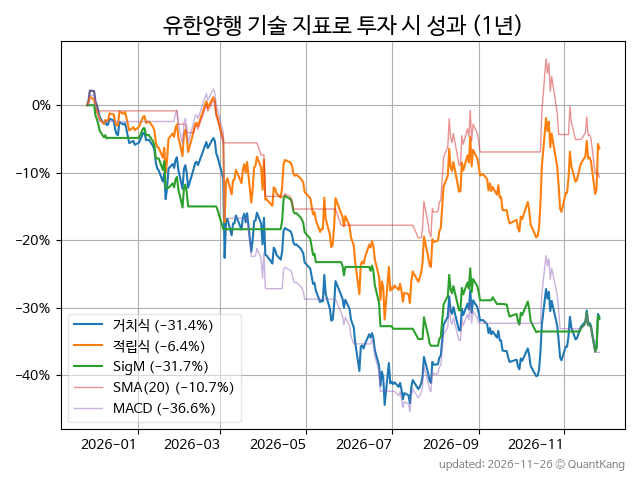 유한양행 기술 지표로 투자 시 성과 (1년)
0%
−10%
−20%
−30%
−40%
거치식 (−31.4%)
적립식 (−6.4%)
SigM (−31.7%)
SMA(20) (−10.7%)
MACD (−36.6%)
2026−01 2026−03 2026−05 2026−07 2026−09 2026−11
updated: 2026−11−26 ⓒ QuantKang